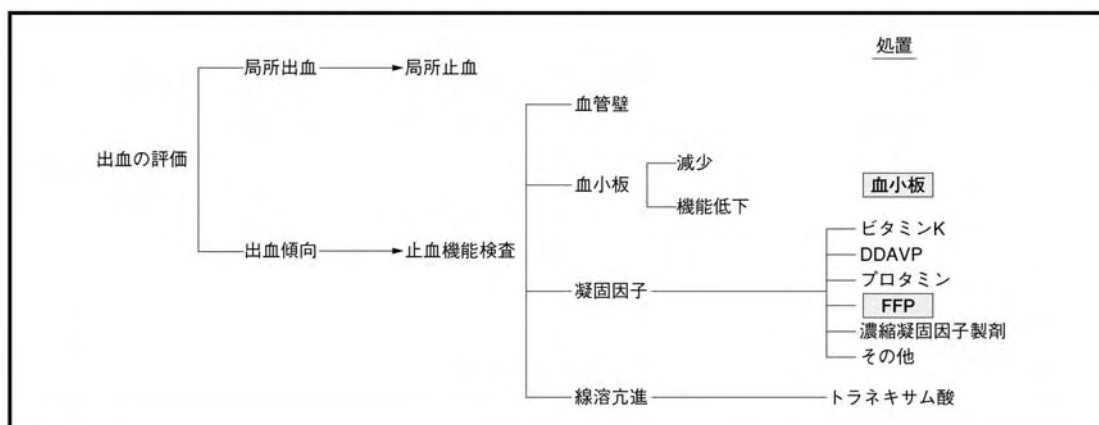 処置
局所出血
局所止血
血管壁
出血の評価
血小板
減少
機能低下
血小板
出血傾向
止血機能検査
凝固因子
ビタミンK
DDAVP
プロタミン
FFP
濃縮凝固因子製剤
その他
線溶亢進
トラネキサム酸